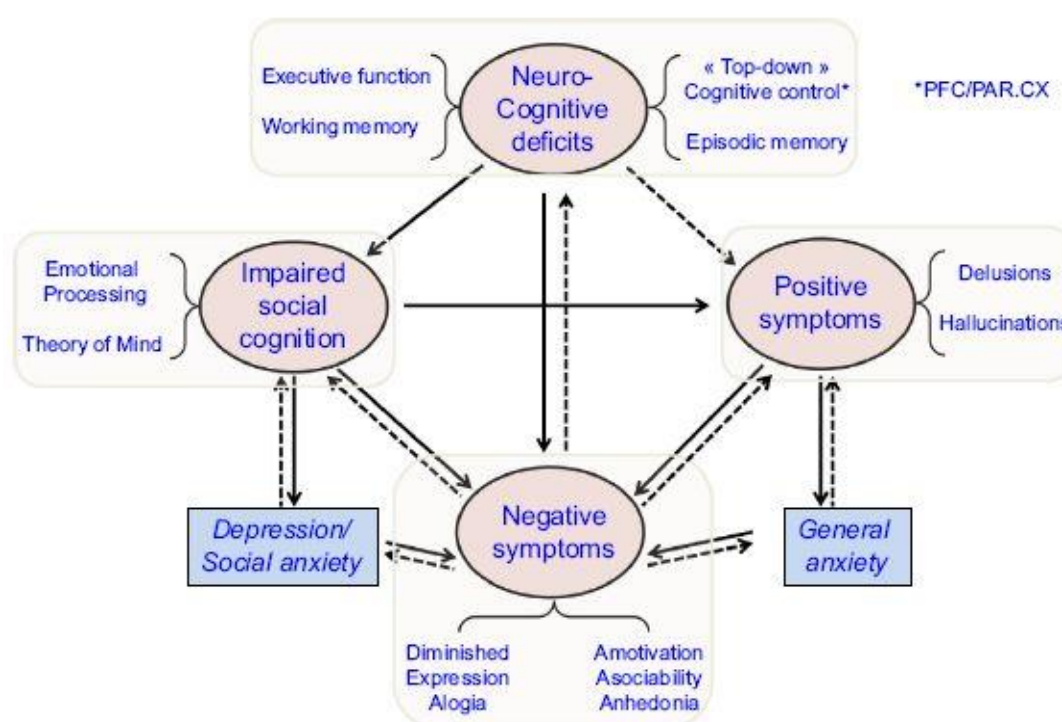 Executive function
Working memory
Neuro-
Cognitive
deficits
« Top-down »
Cognitive control*
Episodic memory
*PFC/PAR.CX
Emotional
Processing
Theory of Mind
Impaired
social
cognition
Positive
symptoms
Delusions
Hallucinations
Depression/
Social anxiety
Negative
symptoms
General
anxiety
Diminished
Expression
Alogia
Amotivation
Asociability
Anhedonia